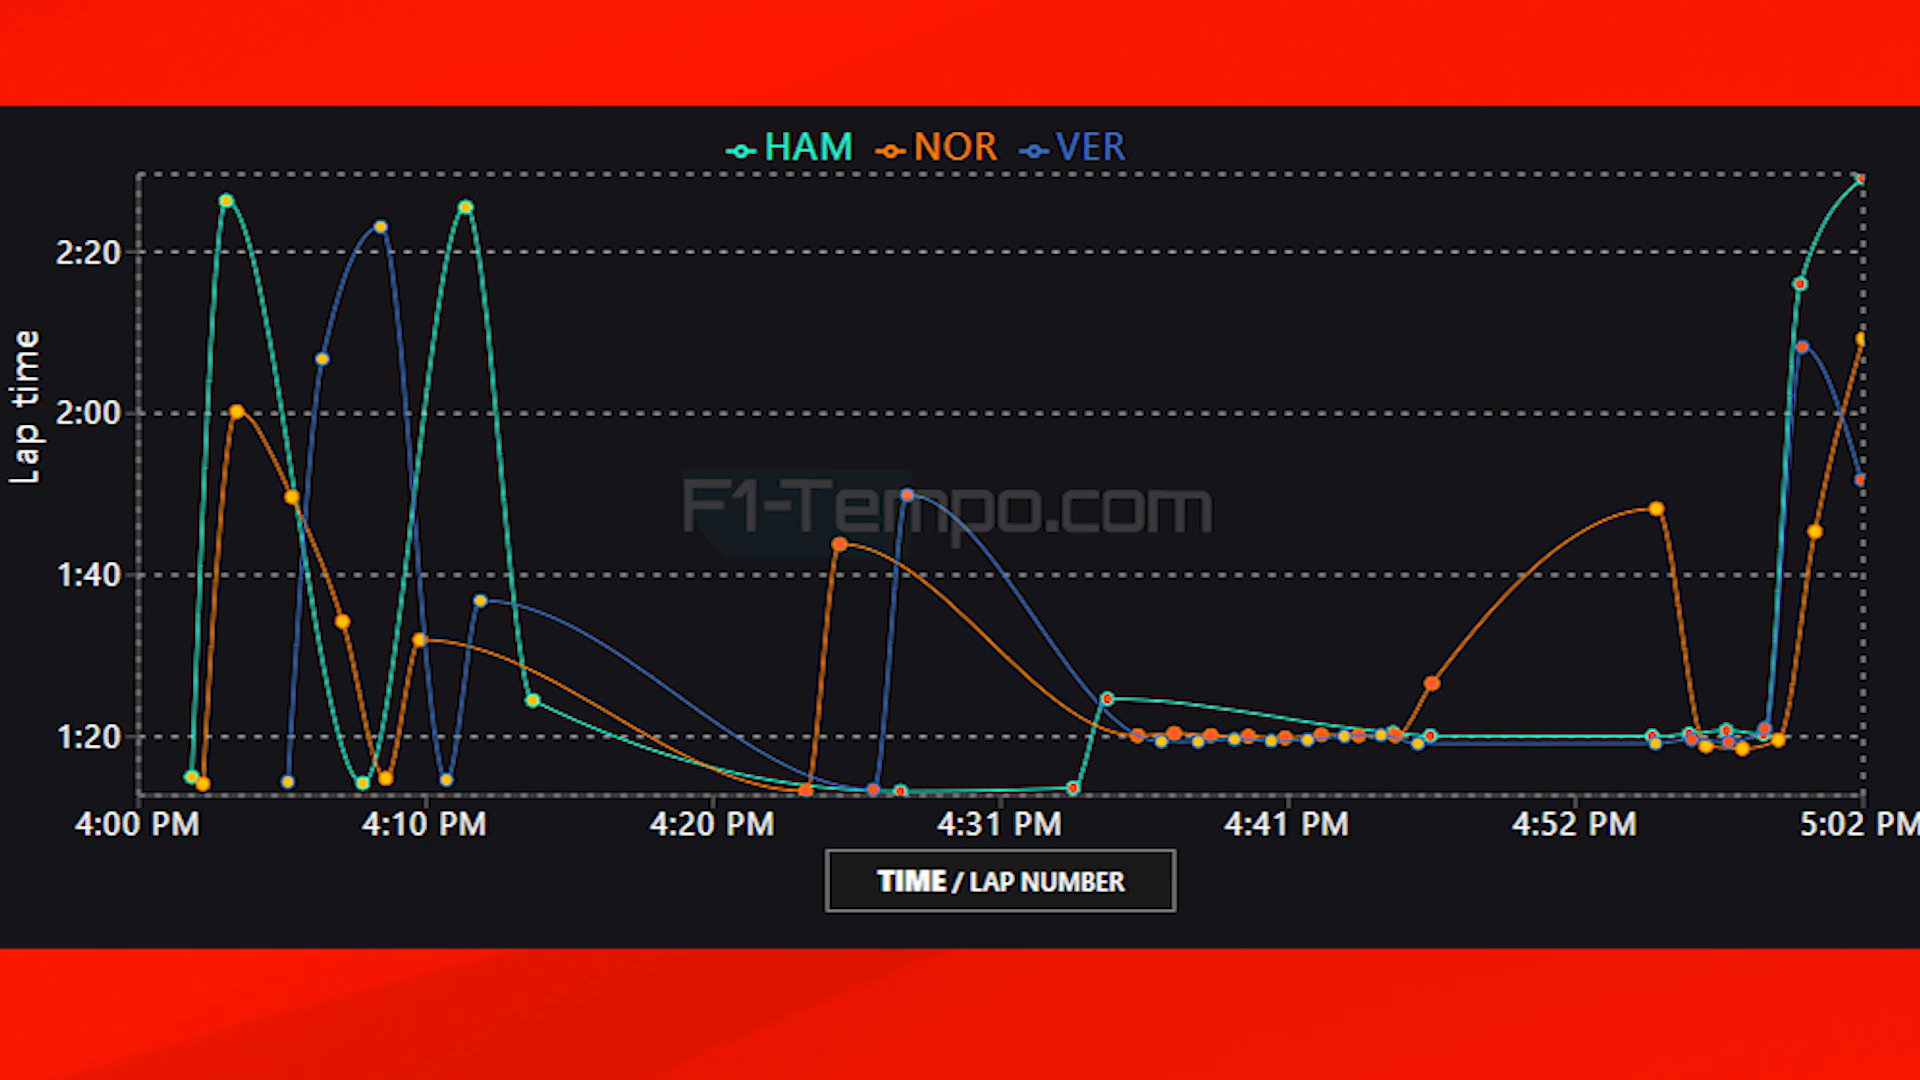 HAM NOR VER
2:20
2:00
1:40
1:20
Lap time
F1-Tempo.com
4:00 PM 4:10 PM 4:20 PM 4:31 PM 4:41 PM 4:52 PM 5:02 PM
TIME / LAP NUMBER